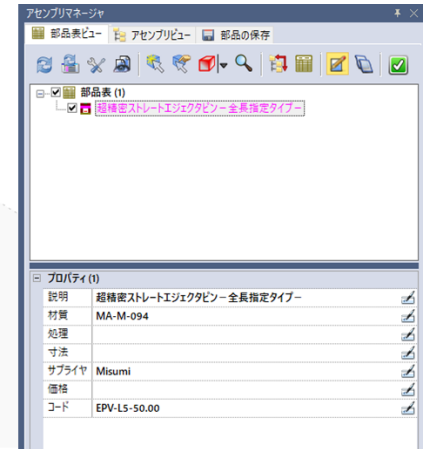 アセンブリマネージャ
部品表ビュー アセンブリビュー 部品の保存
部品表 (1)
超精密ストレートエジェクタピン－全長指定タイプ－
プロパティ (1)
説明 超精密ストレートエジェクタピン－全長指定タイプ－
材質 MA-M-094
処理
寸法
サプライヤ Misumi
価格
コード EPV-L5-50.00